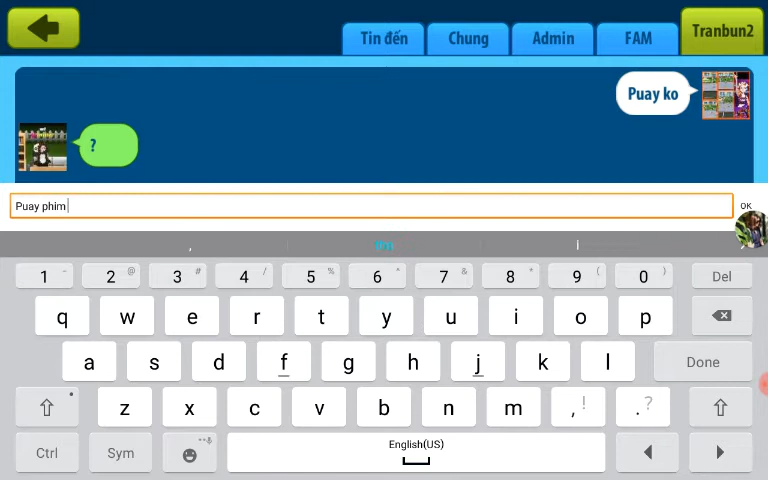 Tin đến Chung Admin FAM Tranbun2
Puay ko
?
Puay phim
OK
,
i
1 - 2 @ 3 # 4 / 5 % 6 ^ 7 & 8 * 9 ( 0 ) Del
q w e r t y u i o p
a s d f g h j k l Done
z x c v b n m , ! . ?
Ctrl Sym English(US)